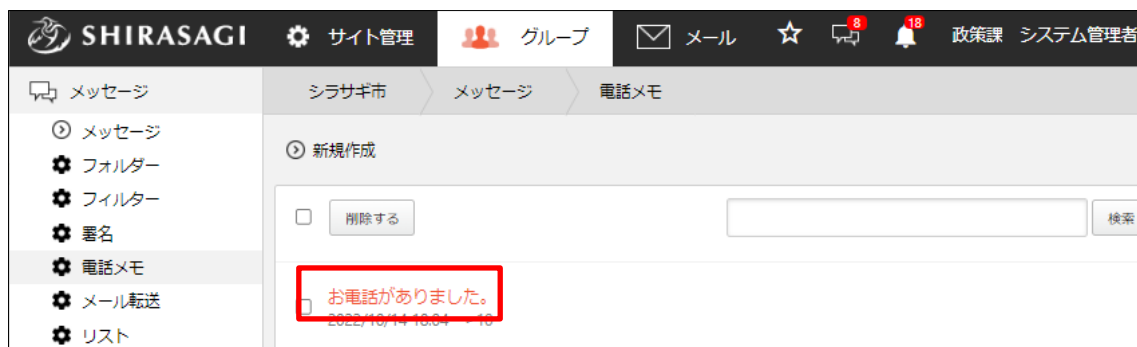 SHIRASAGI サイト管理 グループ メール 8 18 政策課 システム管理者
メッセージ シラサギ市 メッセージ 電話メモ
メッセージ
新規作成
フォルダー
フィルター
削除する 検索
署名
電話メモ
お電話がありました。
メール転送
リスト